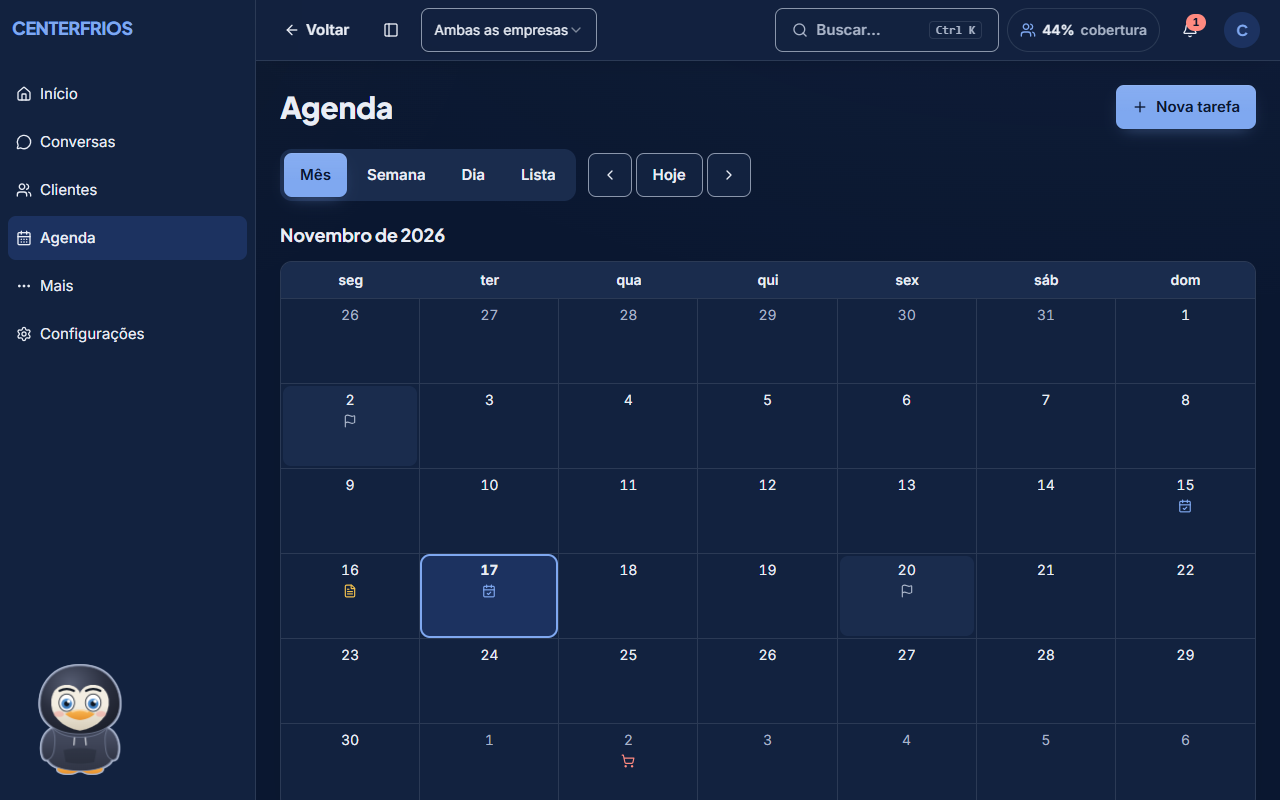 CENTERFRIOS
Voltar
Ambas as empresas
Buscar...
Ctrl K
44% cobertura
1
C
Início
Conversas
Clientes
Agenda
Mais
Configurações
Agenda
Nova tarefa
Mês Semana Dia Lista
Hoje
Novembro de 2026
seg ter qua qui sex sáb dom
26 27 28 29 30 31 1
2 3 4 5 6 7 8
9 10 11 12 13 14 15
16 17 18 19 20 21 22
23 24 25 26 27 28 29
30 1 2 3 4 5 6